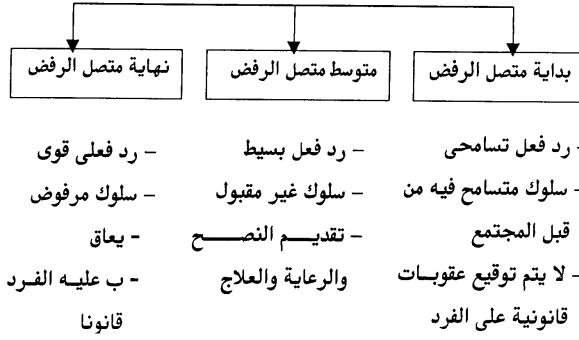 بداية متصل الرفض
متوسط متصل الرفض
نهاية متصل الرفض
- رد فعل تسامحى
- سلوك متسامح فيه من
قبل المجتمع
- لا يتم توقيع عقوبات
قانونية على الفرد
- رد فعل بسيط
- سلوك غير مقبول
- تقديم النصح
والرعاية والعلاج
- رد فعلى قوى
- سلوك مرفوض
- يعاق
- ب عليه الفرد
قانونا